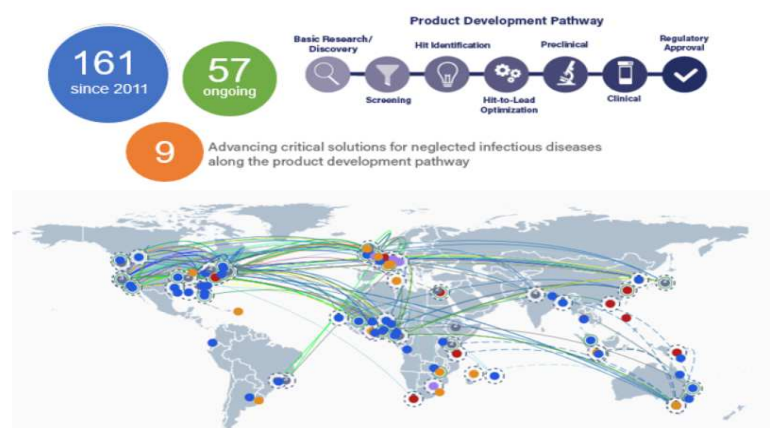 Product Development Pathway
161
since 2011
57
ongoing
Basic Research/
Discovery
Screening
Hit Identification
Hit-to-Lead
Optimization
Preclinical
Clinical
Regulatory
Approval
9
Advancing critical solutions for neglected infectious diseases
along the product development pathway